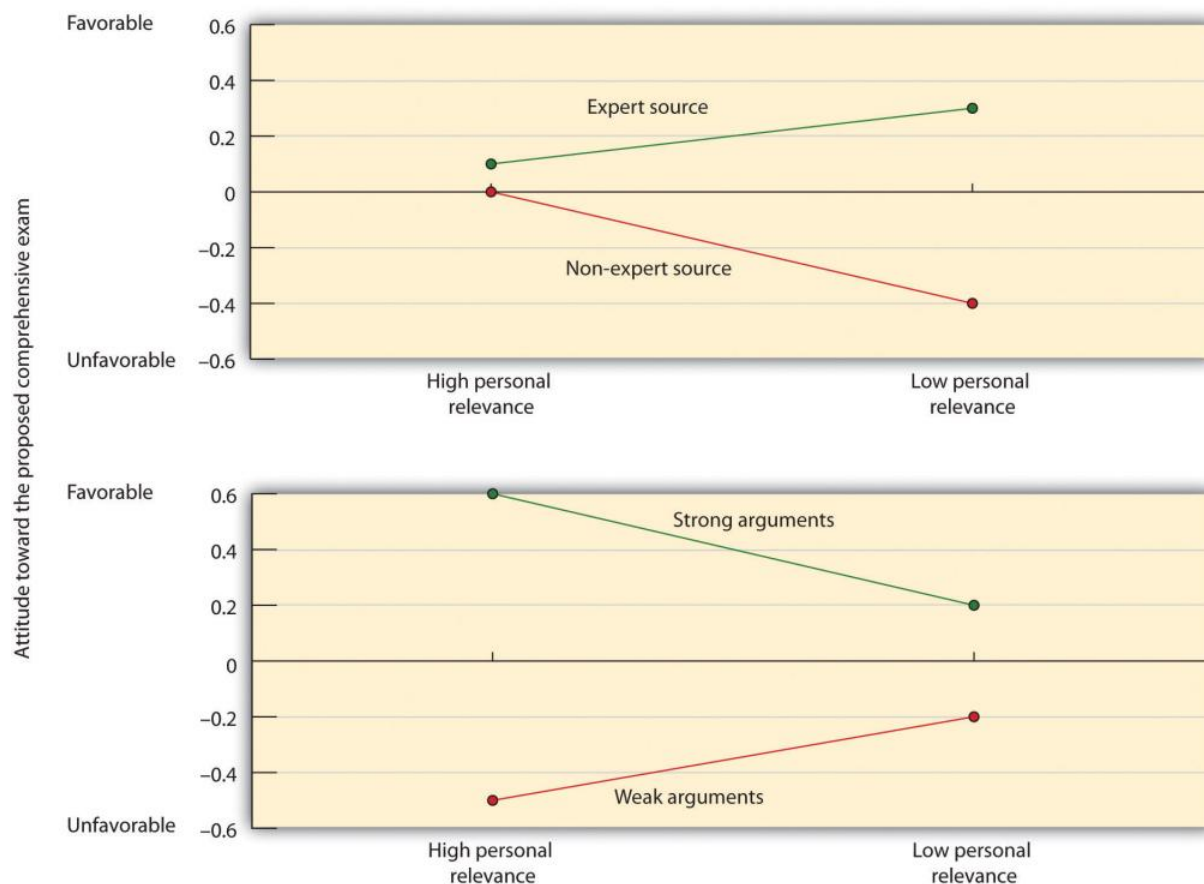 Attitude toward the proposed comprehensive exam
Favorable
0.6
0.4
0.2
0
–0.2
–0.4
Unfavorable
–0.6
Expert source
Non-expert source
High personal
relevance
Low personal
relevance
Favorable
0.6
0.4
0.2
0
–0.2
–0.4
Unfavorable
–0.6
Strong arguments
Weak arguments
High personal
relevance
Low personal
relevance